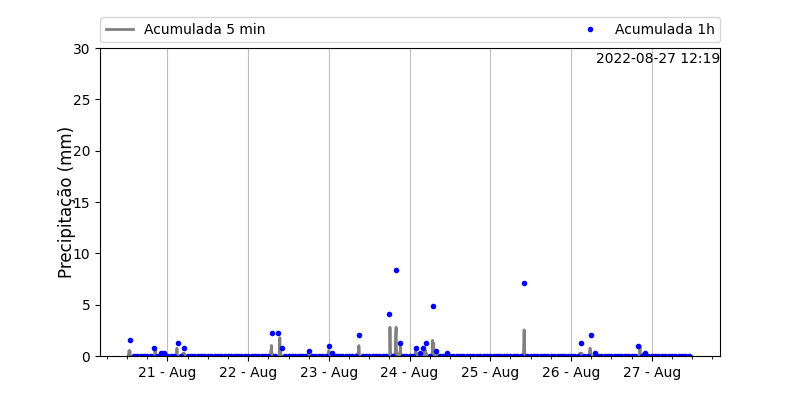 Acumulada 5 min
Acumulada 1h
2022-08-27 12:19
Precipitação (mm)
30
25
20
15
10
5
0
21 - Aug
22 - Aug
23 - Aug
24 - Aug
25 - Aug
26 - Aug
27 - Aug